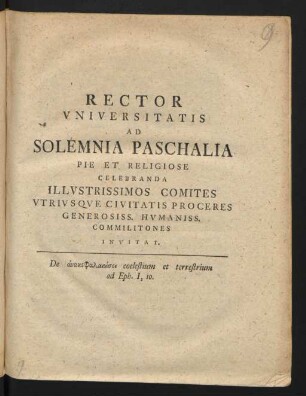 9
RECTOR
VNIVERSITATIS
AD
SOLEMNIA PASCHALIA
PIE ET RELIGIOSE
CELEBRANDA
ILLVSTRISSIMOS COMITES
VTRIVSQVE CIVITATIS PROCERES
GENEROSISS. HVMANISS.
COMMILITONES
INVITAT.
De ἀνακεφαλαιώσει coelestium et terrestrium
ad Eph. I, 10.